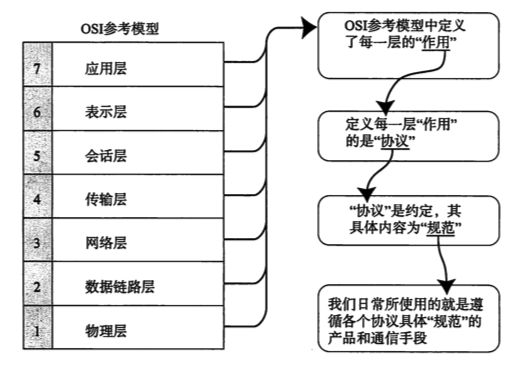 OSI参考模型
7 应用层
6 表示层
5 会话层
4 传输层
3 网络层
2 数据链路层
1 物理层
OSI参考模型中定义
了每一层的“作用”
定义每一层“作用”
的是“协议”
“协议”是约定，其
具体内容为“规范”
我们日常所使用的就是遵
循各个协议具体“规范”的
产品和通信手段